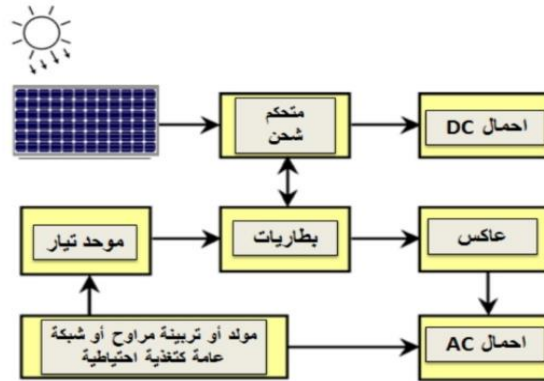 متحكم
شحن
احمال DC
موحد تيار
بطاريات
عاكس
مولد أو تربينة مراوح أو شبكة
عامة كتغذية احتياطية
احمال AC